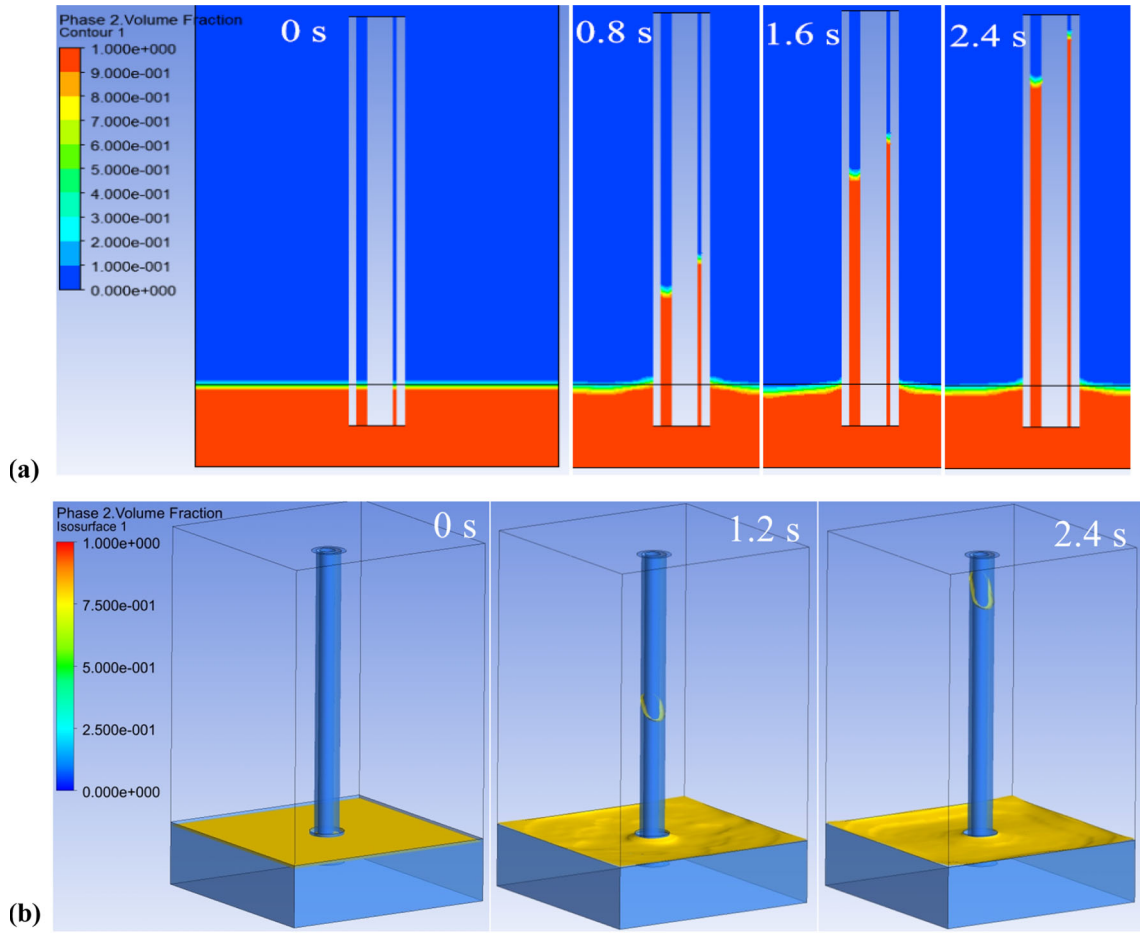 Phase 2.Volume Fraction
Contour 1
1.000e+000
9.000e-001
8.000e-001
7.000e-001
6.000e-001
5.000e-001
4.000e-001
3.000e-001
2.000e-001
1.000e-001
0.000e+000
0 s
0.8 s
1.6 s
2.4 s
(a)
Phase 2.Volume Fraction
Isosurface 1
1.000e+000
7.500e-001
5.000e-001
2.500e-001
0.000e+000
0 s
1.2 s
2.4 s
(b)